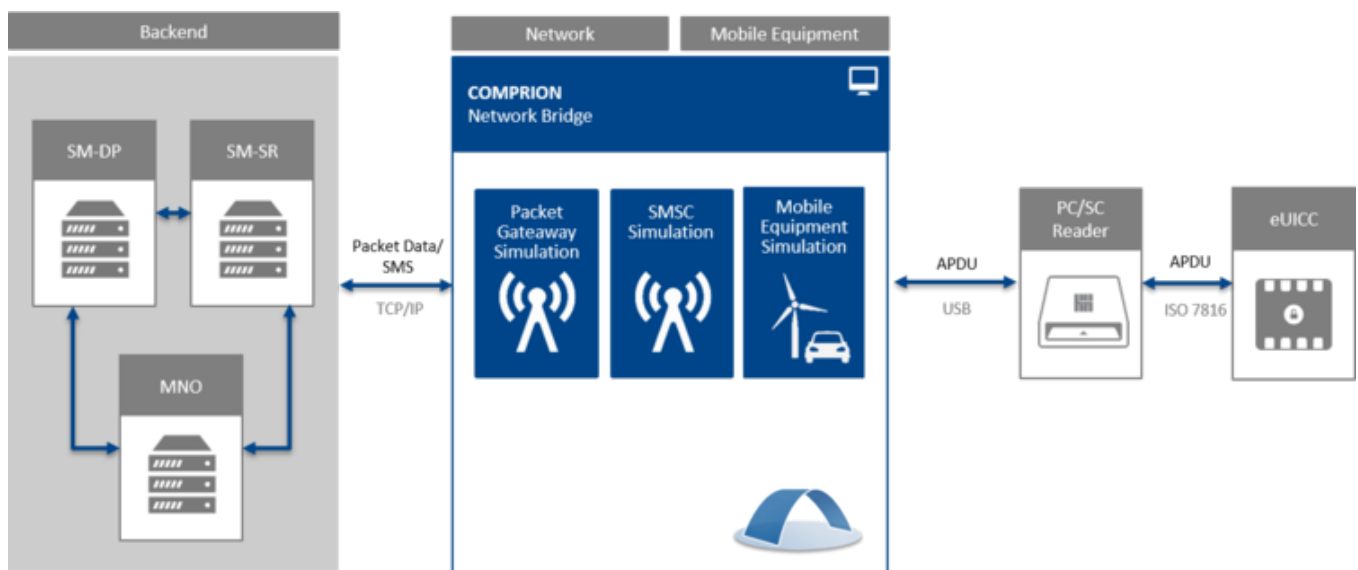 Backend
Network
Mobile Equipment
COMPRION
Network Bridge
SM-DP
SM-SR
MNO
Packet Data/
SMS
TCP/IP
Packet
Gateaway
Simulation
SMSC
Simulation
Mobile
Equipment
Simulation
APDU
USB
PC/SC
Reader
APDU
ISO 7816
eUICC